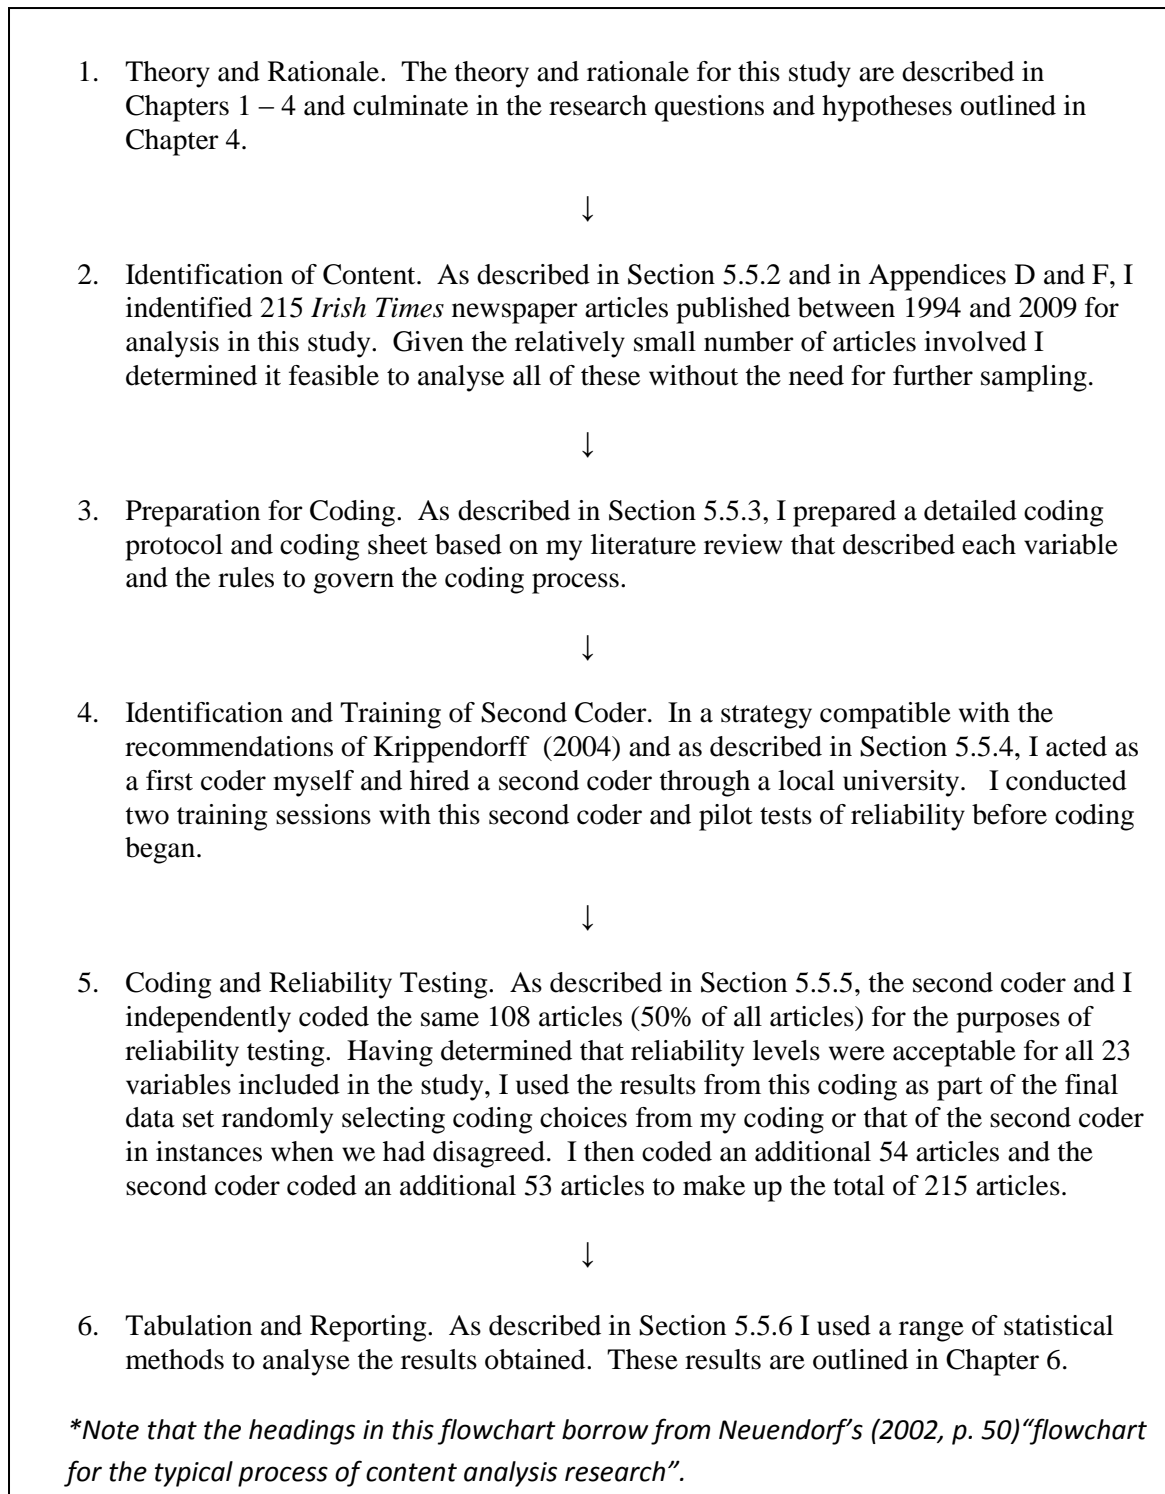 1. Theory and Rationale.  The theory and rationale for this study are described in
Chapters 1 – 4 and culminate in the research questions and hypotheses outlined in
Chapter 4.
↓
2. Identification of Content.  As described in Section 5.5.2 and in Appendices D and F, I
indentified 215 Irish Times newspaper articles published between 1994 and 2009 for
analysis in this study.  Given the relatively small number of articles involved I
determined it feasible to analyse all of these without the need for further sampling.
↓
3. Preparation for Coding.  As described in Section 5.5.3, I prepared a detailed coding
protocol and coding sheet based on my literature review that described each variable
and the rules to govern the coding process.
↓
4. Identification and Training of Second Coder.  In a strategy compatible with the
recommendations of Krippendorff  (2004) and as described in Section 5.5.4, I acted as
a first coder myself and hired a second coder through a local university.   I conducted
two training sessions with this second coder and pilot tests of reliability before coding
began.
↓
5. Coding and Reliability Testing.  As described in Section 5.5.5, the second coder and I
independently coded the same 108 articles (50% of all articles) for the purposes of
reliability testing.  Having determined that reliability levels were acceptable for all 23
variables included in the study, I used the results from this coding as part of the final
data set randomly selecting coding choices from my coding or that of the second coder
in instances when we had disagreed.  I then coded an additional 54 articles and the
second coder coded an additional 53 articles to make up the total of 215 articles.
↓
6. Tabulation and Reporting.  As described in Section 5.5.6 I used a range of statistical
methods to analyse the results obtained.  These results are outlined in Chapter 6.
*Note that the headings in this flowchart borrow from Neuendorf’s (2002, p. 50)“flowchart
for the typical process of content analysis research”.